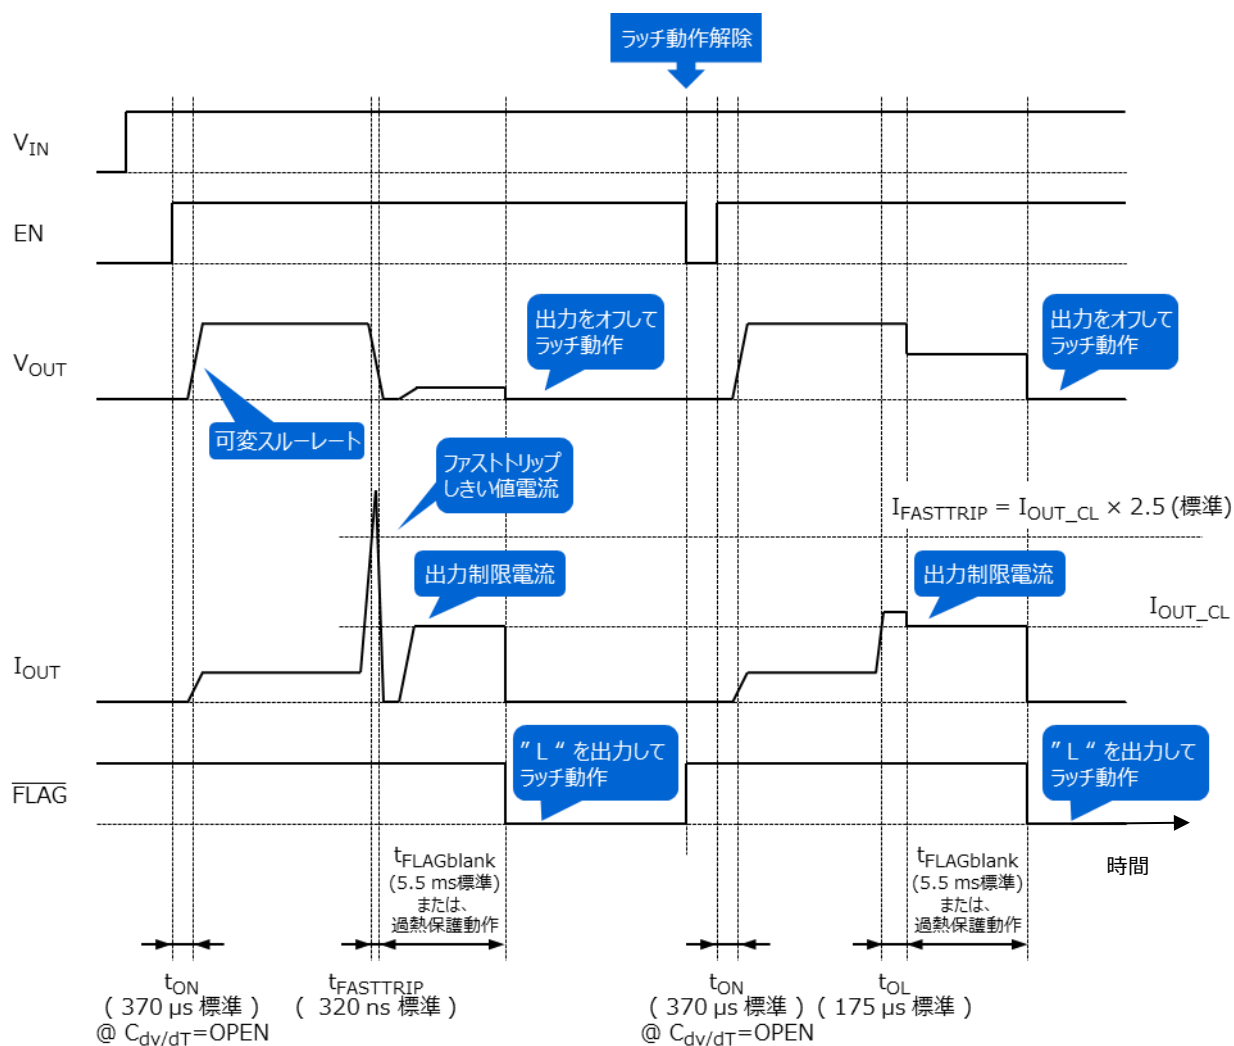 ラッチ動作解除
VIN
EN
VOUT
出力をオフして
ラッチ動作
出力をオフして
ラッチ動作
可変スルーレート
ファストトリップ
しきい値電流
IFASTTRIP = IOUT_CL × 2.5 (標準)
出力制限電流
出力制限電流
IOUT_CL
IOUT
” L “ を出力して
ラッチ動作
” L “ を出力して
ラッチ動作
FLAG
時間
tFLAGblank
(5.5 ms標準)
または、
過熱保護動作
tFLAGblank
(5.5 ms標準)
または、
過熱保護動作
tON
( 370 μs 標準 )
@ Cdv/dT=OPEN
tFASTTRIP
( 320 ns 標準 )
tON
( 370 μs 標準 )
@ Cdv/dT=OPEN
tOL
( 175 μs 標準 )